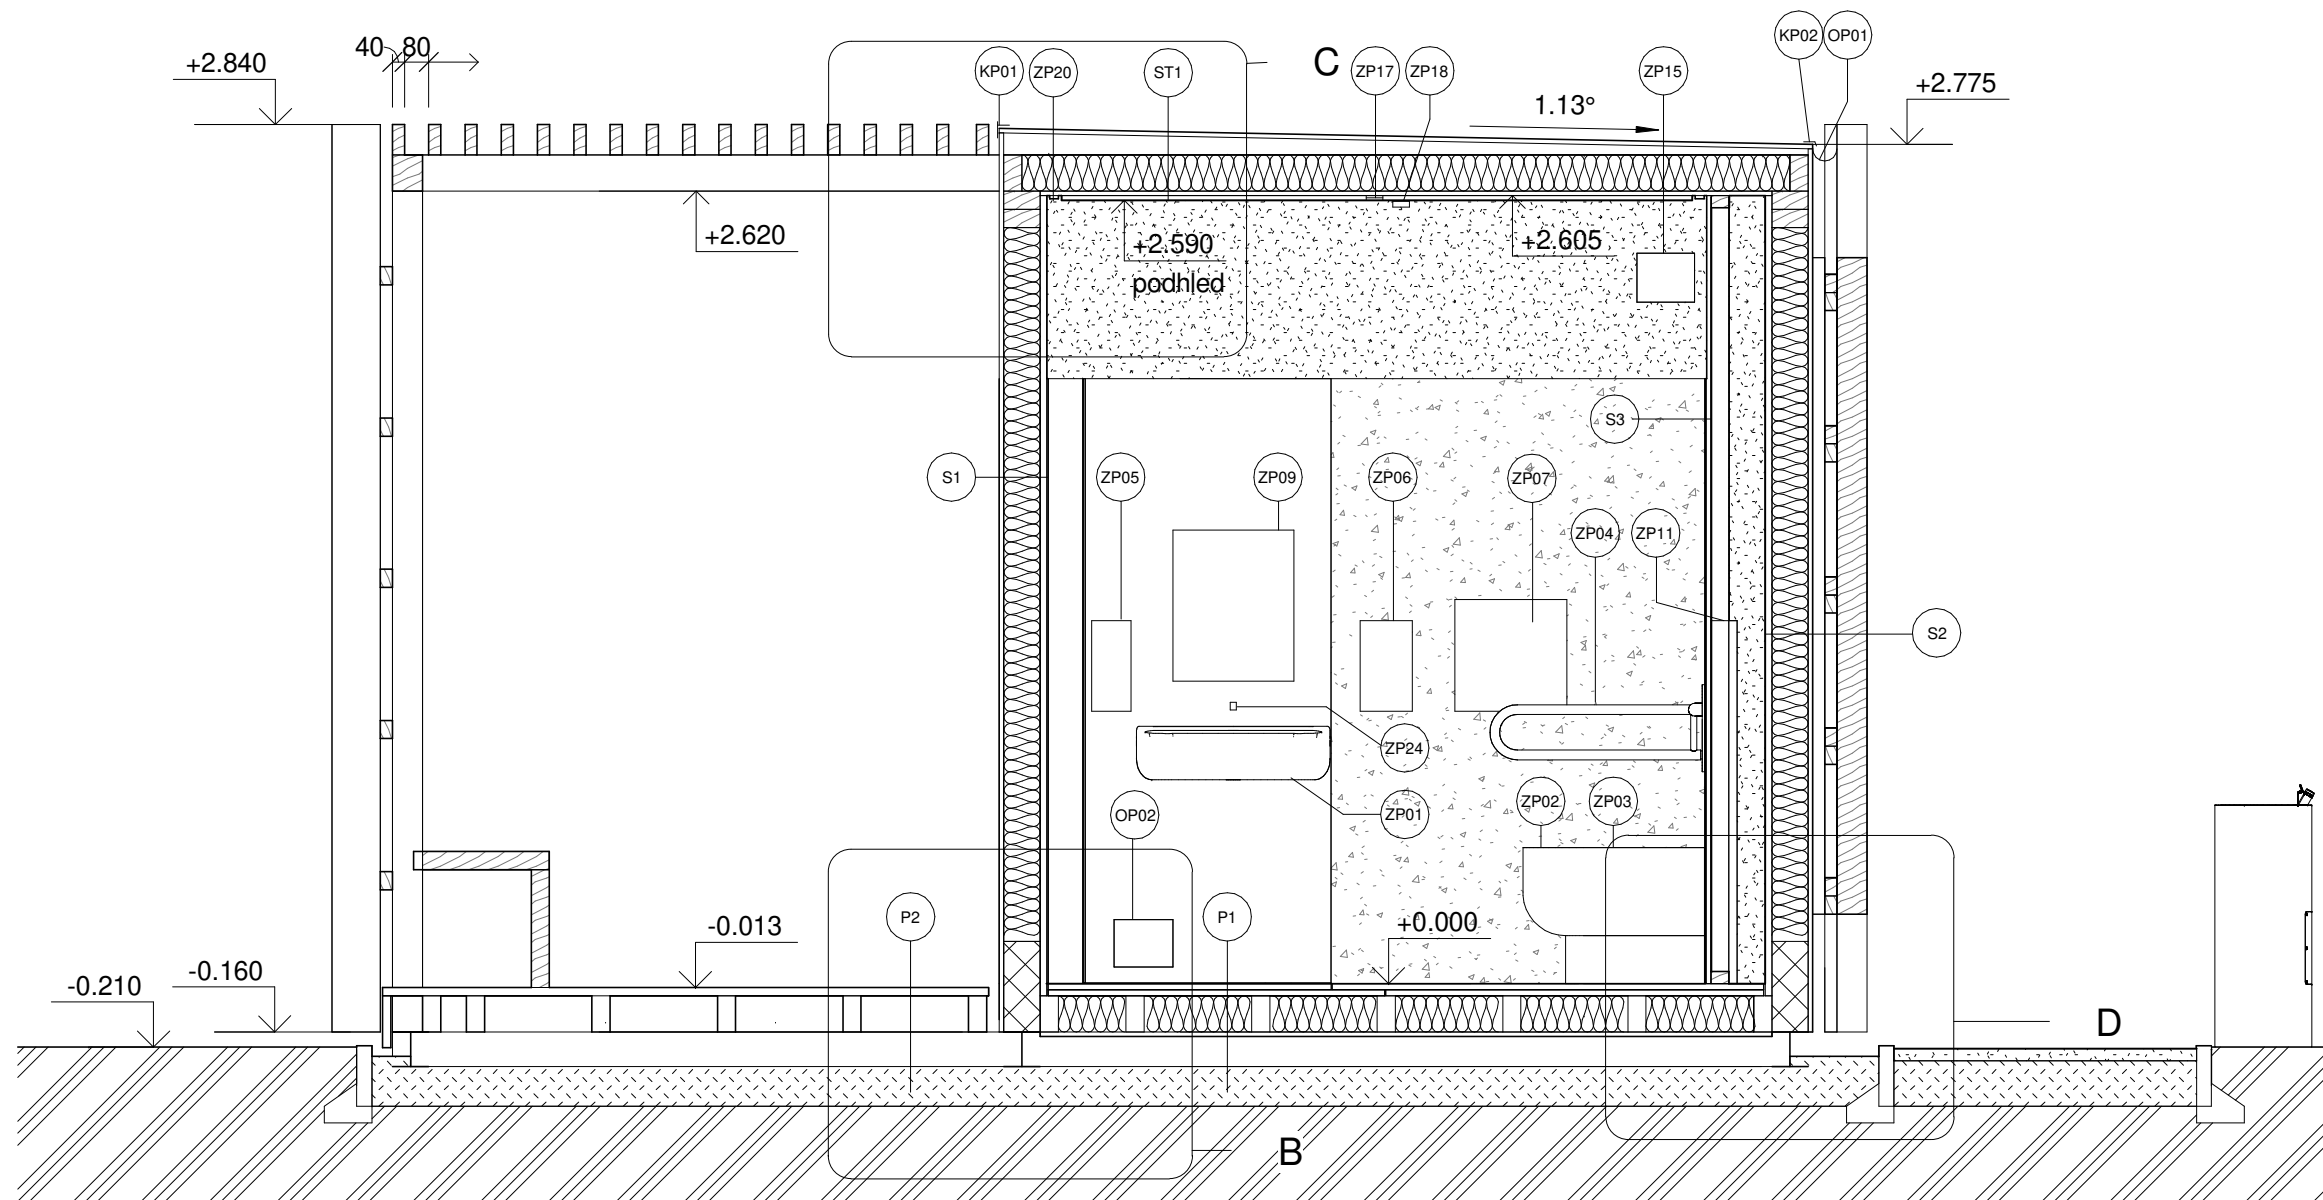 KP02 OP01
40 80
+2.840
C
KP01 ZP20 ST1 ZP17 ZP18 ZP15
+2.775
1.13°
+2.620
+2.590
podhled
+2.605
S3
S1 ZP05 ZP09 ZP06 ZP07
ZP04 ZP11
S2
ZP24
ZP02 ZP03
OP02 ZP01
P2 P1
-0.013 +0.000
-0.160
-0.210
D
B